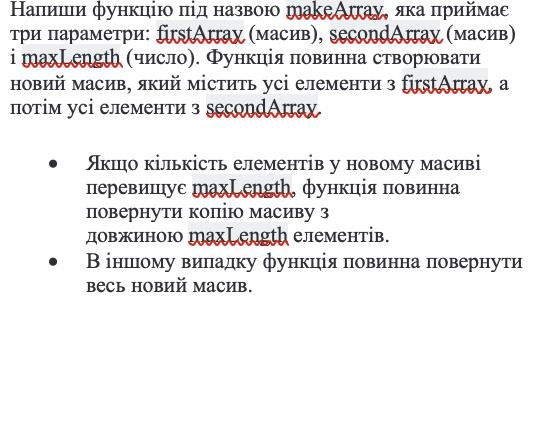 Напиши функцію під назвою makeArray, яка приймає
три параметри: firstArray (масив), secondArray (масив)
і maxLength (число). Функція повинна створювати
новий масив, який містить усі елементи з firstArray, а
потім усі елементи з secondArray.
• Якщо кількість елементів у новому масиві
перевищує maxLength, функція повинна
повернути копію масиву з
довжиною maxLength елементів.
• В іншому випадку функція повинна повернути
весь новий масив.